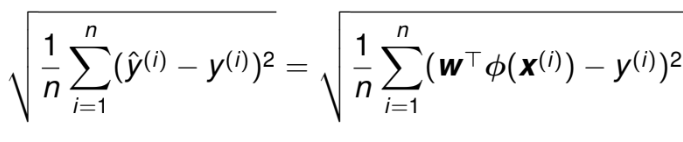 √(1/n ∑_{i=1}^{n} (ŷ^{(i)} − y^{(i)})²) = √(1/n ∑_{i=1}^{n} (w^⊤ϕ(x^{(i)}) − y^{(i)})²)